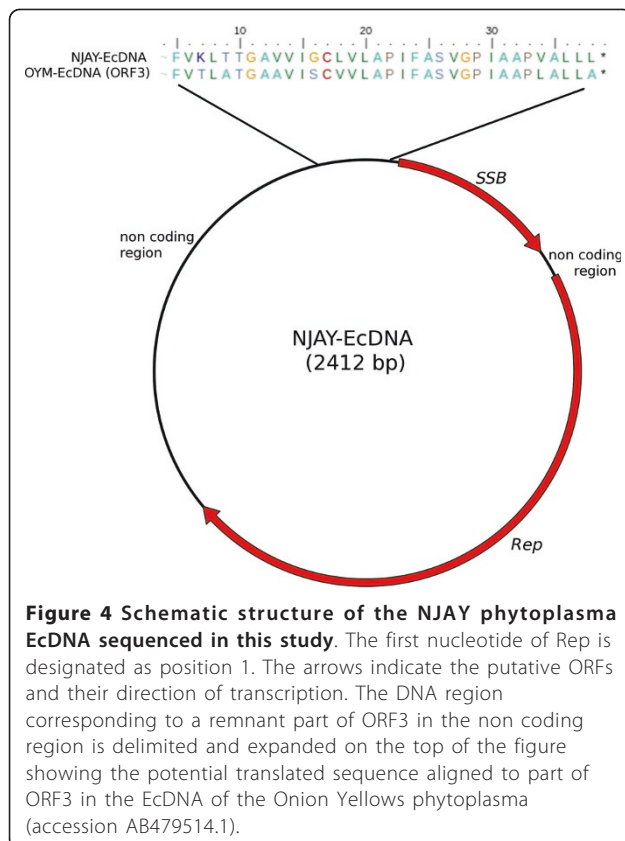 10 20 30
NJAY-EcDNA ~FVKLTTGAVVIGCLVLAPIFASVGPIAAPVALLL*
OYM-EcDNA (ORF3) ~FVTLATGAAVISCVVLAPIFASVGPIAAPLALLA*
SSB
non coding
region
non coding
region
NJAY-EcDNA
(2412 bp)
Rep
Figure 4 Schematic structure of the NJAY phytoplasma
EcDNA sequenced in this study. The first nucleotide of Rep is
designated as position 1. The arrows indicate the putative ORFs
and their direction of transcription. The DNA region
corresponding to a remnant part of ORF3 in the non coding
region is delimited and expanded on the top of the figure
showing the potential translated sequence aligned to part of
ORF3 in the EcDNA of the Onion Yellows phytoplasma
(accession AB479514.1).